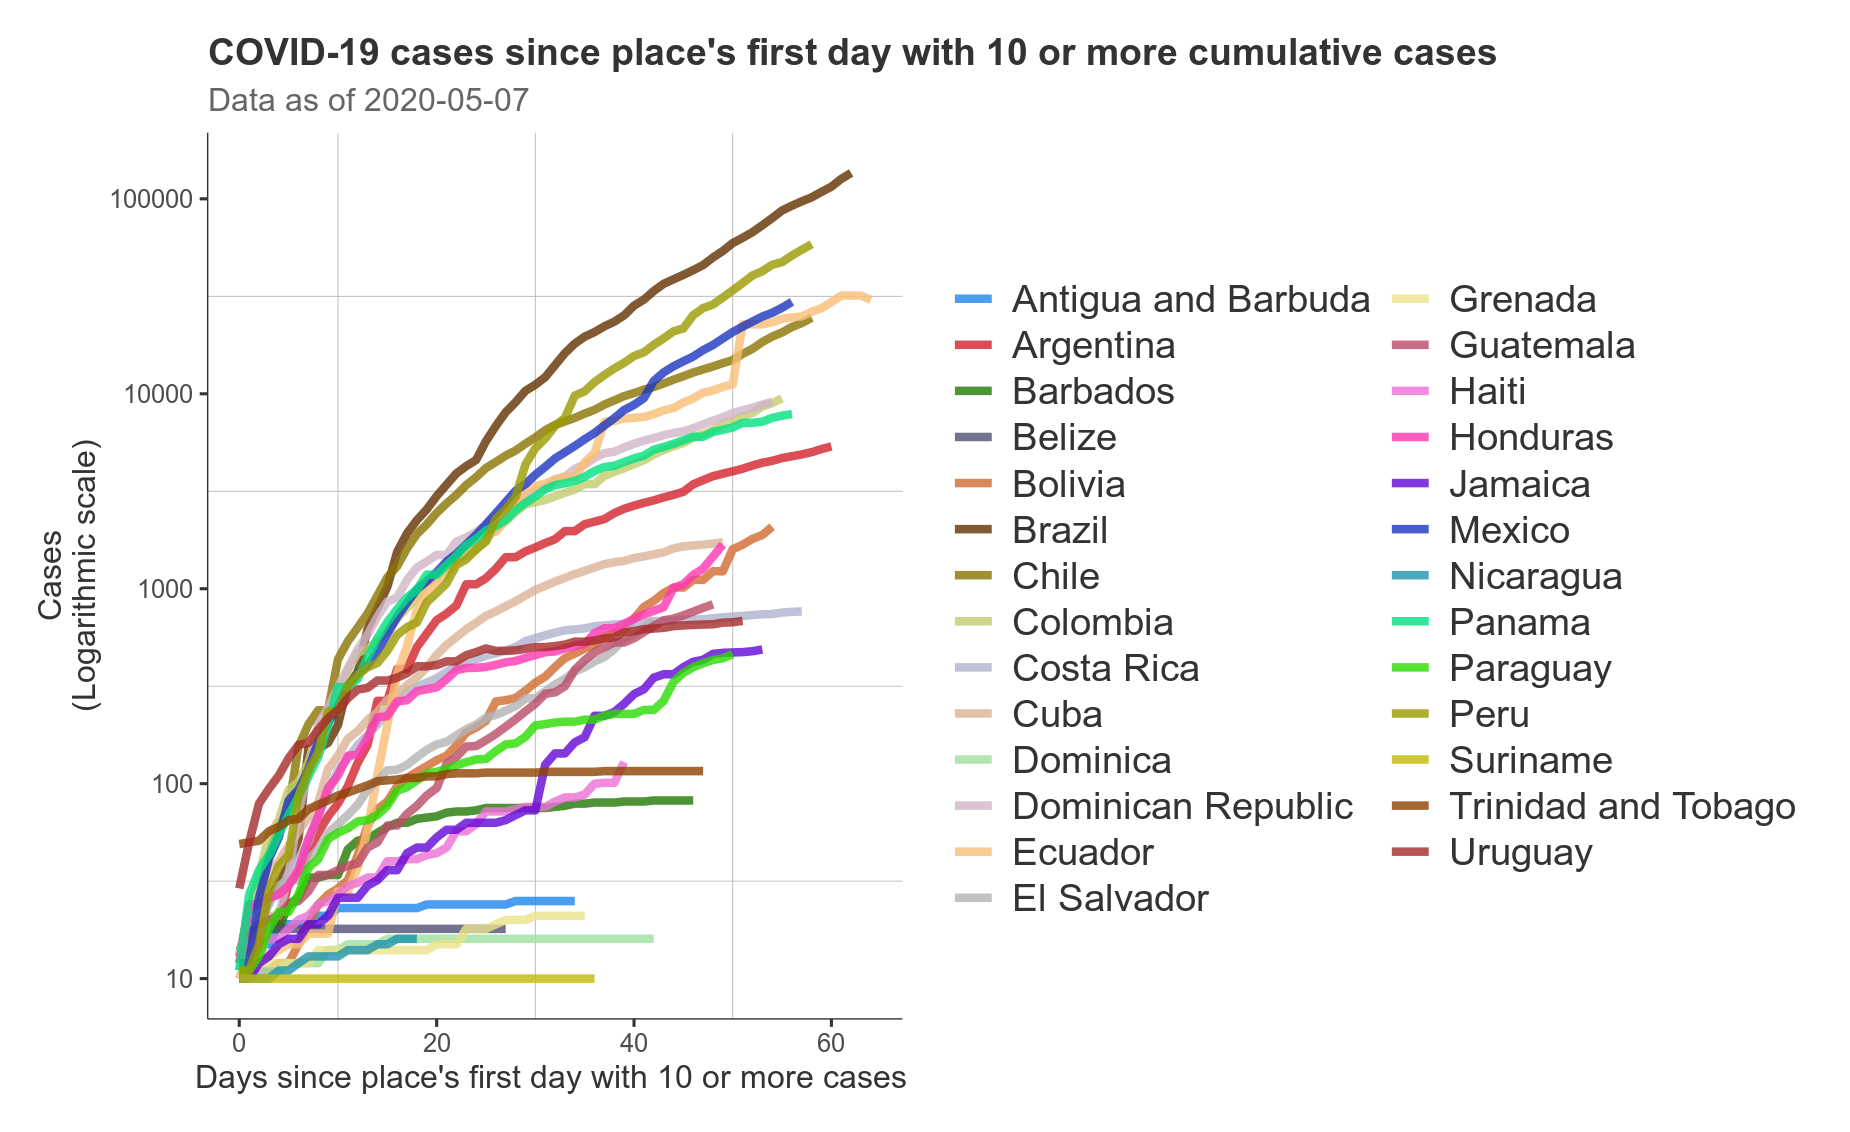 COVID-19 cases since place's first day with 10 or more cumulative cases
Data as of 2020-05-07
Cases
(Logarithmic scale)
100000
10000
1000
100
10
0 20 40 60
Days since place's first day with 10 or more cases
Antigua and Barbuda
Argentina
Barbados
Belize
Bolivia
Brazil
Chile
Colombia
Costa Rica
Cuba
Dominica
Dominican Republic
Ecuador
El Salvador
Grenada
Guatemala
Haiti
Honduras
Jamaica
Mexico
Nicaragua
Panama
Paraguay
Peru
Suriname
Trinidad and Tobago
Uruguay